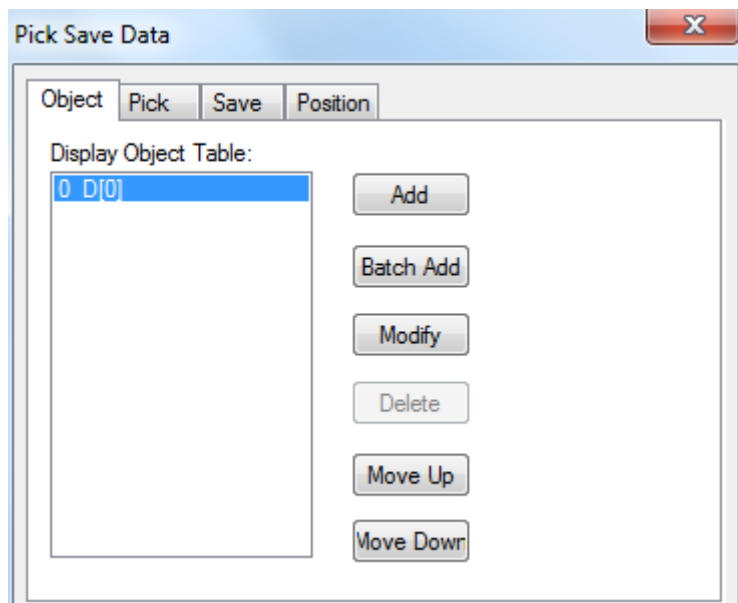 Pick Save Data
Object Pick Save Position
Display Object Table:
0 D[0]
Add
Batch Add
Modify
Delete
Move Up
Move Down